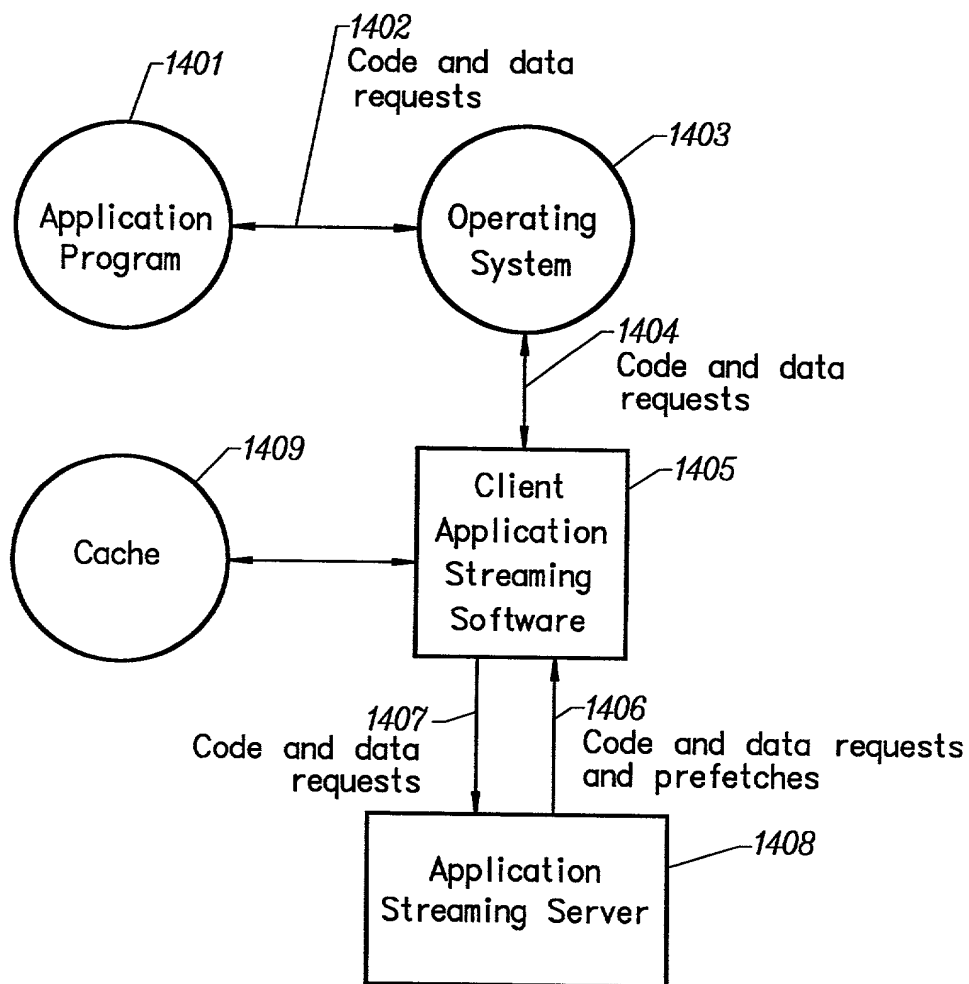 1402
Code and data
requests
1401
1403
Application
Program
Operating
System
1404
Code and data
requests
1409
1405
Client
Application
Streaming
Software
Cache
1407
Code and data
requests
1406
Code and data requests
and prefetches
1408
Application
Streaming Server